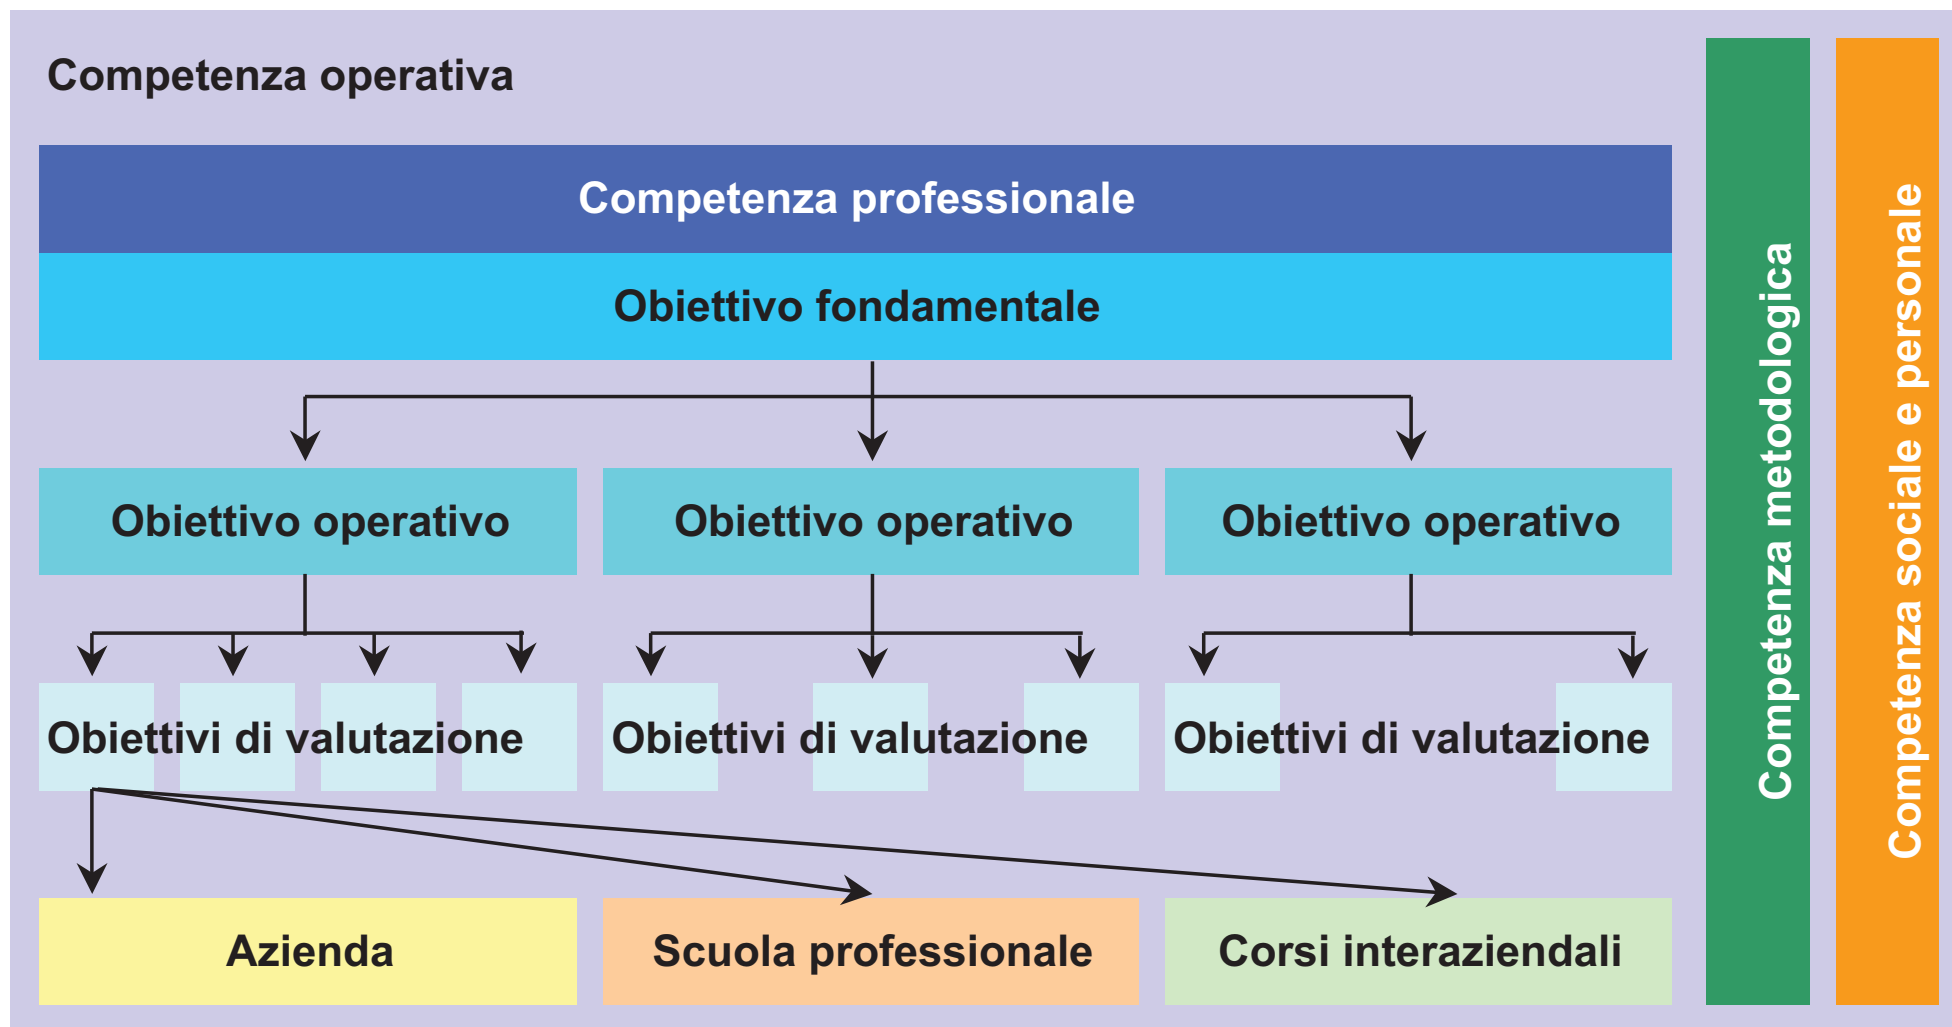 Competenza operativa
Competenza professionale
Obiettivo fondamentale
Obiettivo operativo
Obiettivo operativo
Obiettivo operativo
Obiettivi di valutazione
Obiettivi di valutazione
Obiettivi di valutazione
Azienda
Scuola professionale
Corsi interaziendali
Competenza metodologica
Competenza sociale e personale